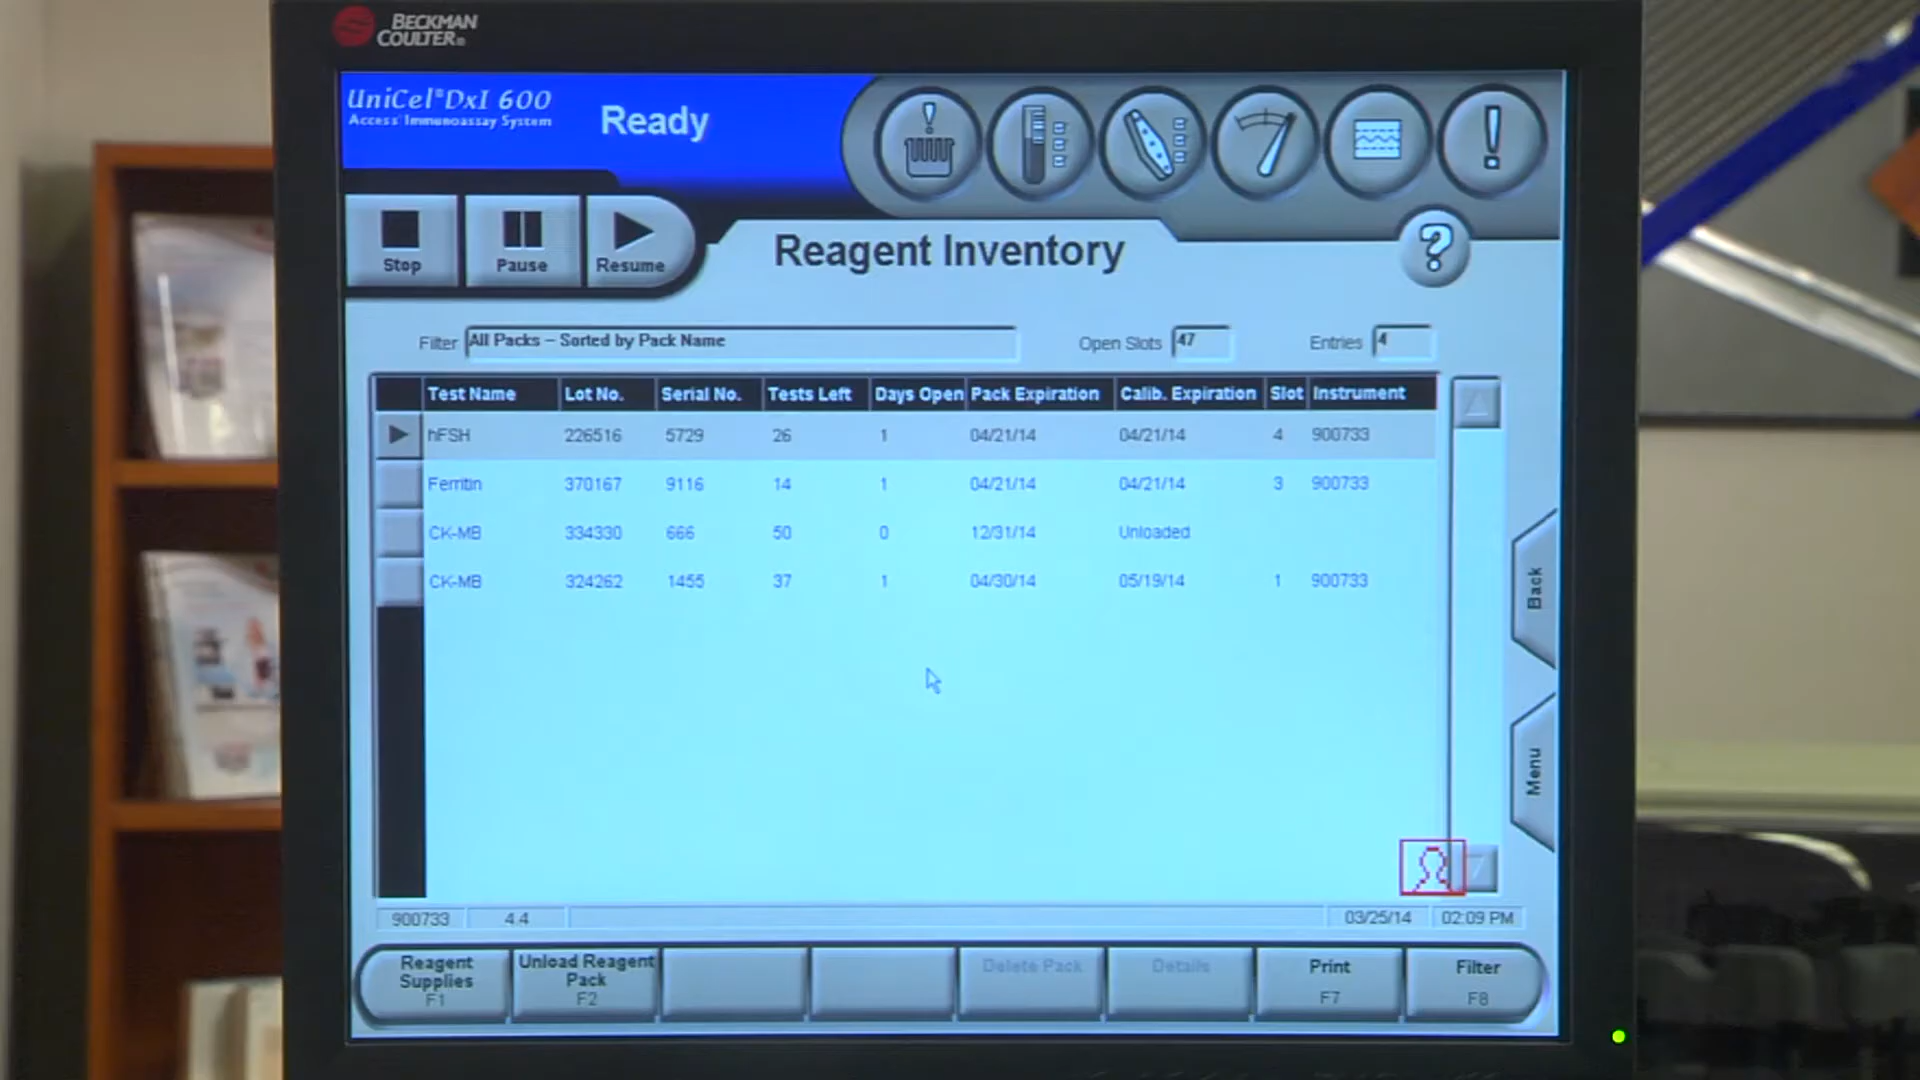 BECKMAN
COULTER®
UniCel®DxI 600
Access Immunoassay System
Ready
Stop
Pause
Resume
Reagent Inventory
?
Filter All Packs – Sorted by Pack Name Open Slots 47 Entries 4
Test Name Lot No. Serial No. Tests Left Days Open Pack Expiration Calib. Expiration Slot Instrument
hFSH 226516 5729 26 1 04/21/14 04/21/14 4 900733
Ferritin 370167 9116 14 1 04/21/14 04/21/14 3 900733
CK-MB 334330 666 50 0 12/31/14 Unloaded
CK-MB 324262 1455 37 1 04/30/14 05/19/14 1 900733
Back
Menu
900733 4.4 03/25/14 02:09 PM
Reagent
Supplies
F1
Unload Reagent
Pack
F2
Delete Pack
Details
Print
F7
Filter
F8